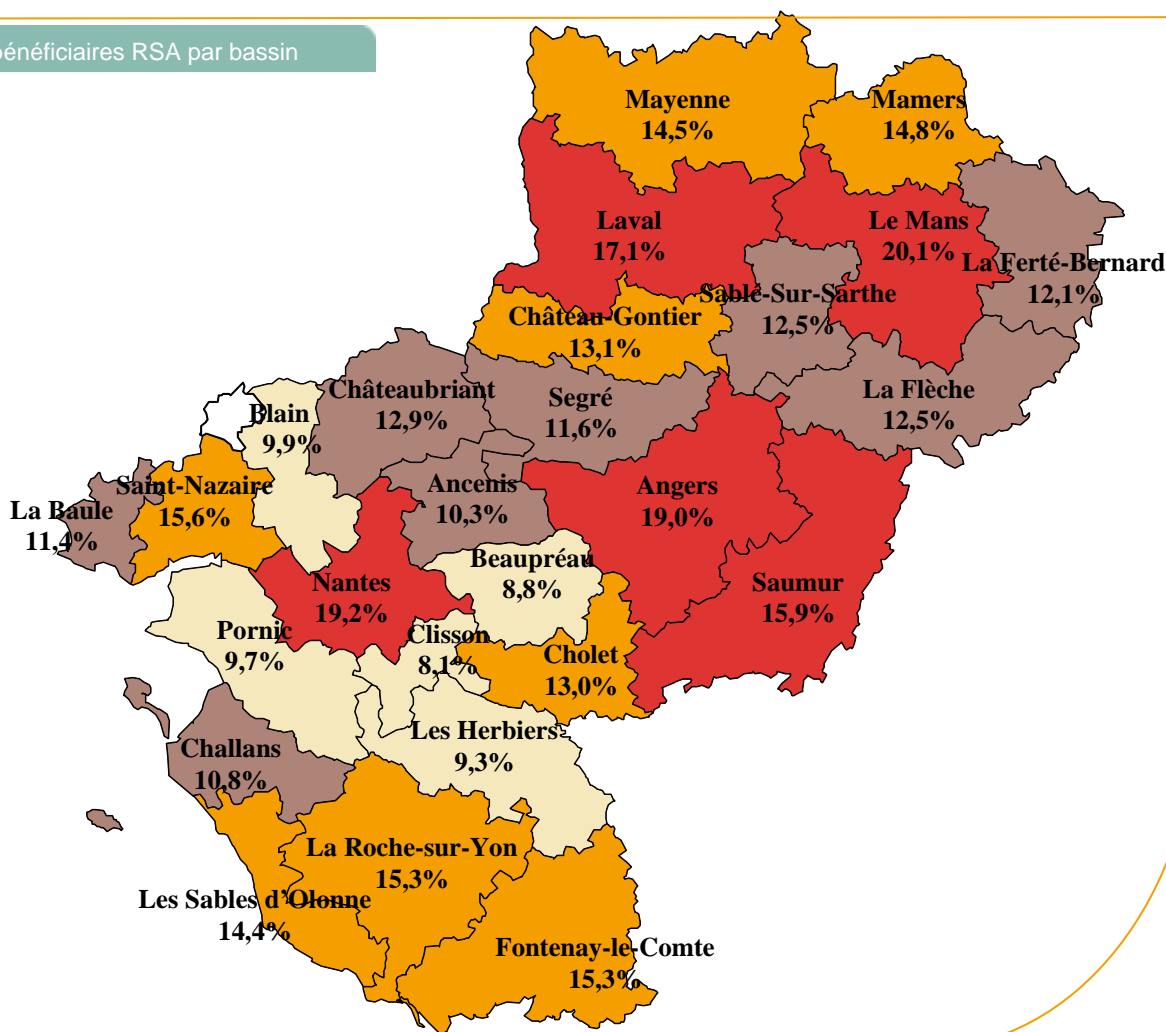 bénéficiaires RSA par bassin
Mayenne
14,5%
Mamers
14,8%
Laval
17,1%
Le Mans
20,1%
La Ferté-Bernard
12,1%
Sablé-Sur-Sarthe
12,5%
Château-Gontier
13,1%
Châteaubriant
12,9%
Segré
11,6%
La Flèche
12,5%
Blain
9,9%
Saint-Nazaire
15,6%
La Baule
11,4%
Ancenis
10,3%
Angers
19,0%
Beaupréau
8,8%
Nantes
19,2%
Saumur
15,9%
Pornic
9,7%
Clisson
8,1%
Cholet
13,0%
Les Herbiers
9,3%
Challans
10,8%
La Roche-sur-Yon
15,3%
Les Sables d’Olonne
14,4%
Fontenay-le-Comte
15,3%